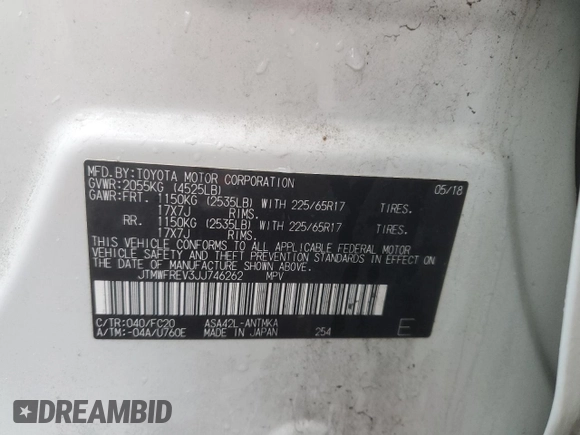 MFD.BY:TOYOTA MOTOR CORPORATION 05/18
GVWR:2055KG (4525LB)
GAWR:FRT. 1150KG (2535LB) WITH 225/65R17 TIRES.
17X7J RIMS.
RR. 1150KG (2535LB) WITH 225/65R17 TIRES.
17X7J RIMS.
THIS VEHICLE CONFORMS TO ALL APPLICABLE FEDERAL MOTOR
VEHICLE SAFETY AND THEFT PREVENTION STANDARDS IN EFFECT ON
THE DATE OF MANUFACTURE SHOWN ABOVE.
JTMWFREV3JJ746262 MPV
C/TR:040/FC20 ASA42L-ANTMKA
A/TM:-04A/U760E MADE IN JAPAN 254 E
DREAMBID